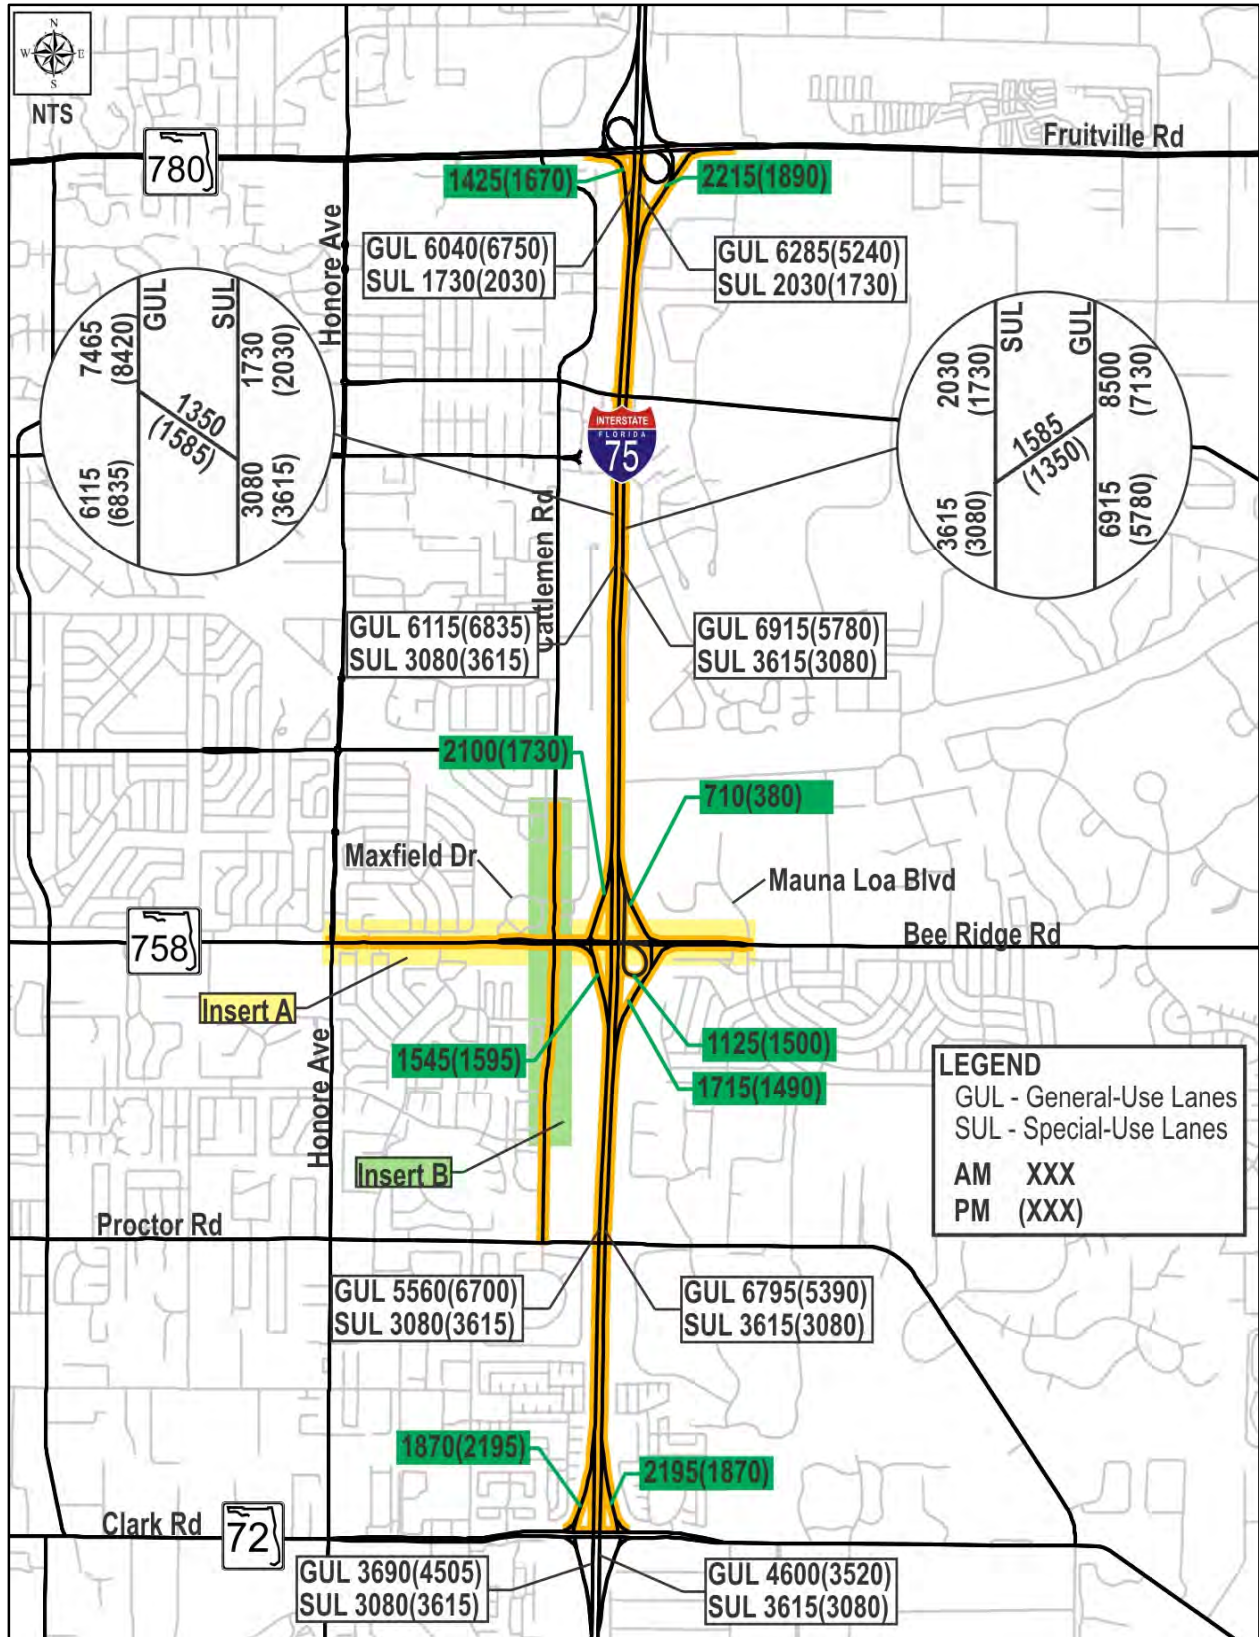 N
W E
S
NTS
780
Fruitville Rd
1425(1670)
2215(1890)
Honore Ave
GUL 6040(6750)
SUL 1730(2030)
GUL 6285(5240)
SUL 2030(1730)
GUL
SUL
7465
(8420)
1730
(2030)
1350
(1585)
6115
(6835)
3080
(3615)
INTERSTATE
FLORIDA
75
SUL
GUL
2030
(1730)
8500
(7130)
1585
(1350)
3615
(3080)
6915
(5780)
Cattlemen Rd
GUL 6115(6835)
SUL 3080(3615)
GUL 6915(5780)
SUL 3615(3080)
2100(1730)
710(380)
Maxfield Dr
Mauna Loa Blvd
758
Bee Ridge Rd
Insert A
Honore Ave
1545(1595)
1125(1500)
1715(1490)
LEGEND
GUL - General-Use Lanes
SUL - Special-Use Lanes
AM XXX
PM (XXX)
Insert B
Proctor Rd
GUL 5560(6700)
SUL 3080(3615)
GUL 6795(5390)
SUL 3615(3080)
1870(2195)
2195(1870)
Clark Rd
72
GUL 3690(4505)
SUL 3080(3615)
GUL 4600(3520)
SUL 3615(3080)